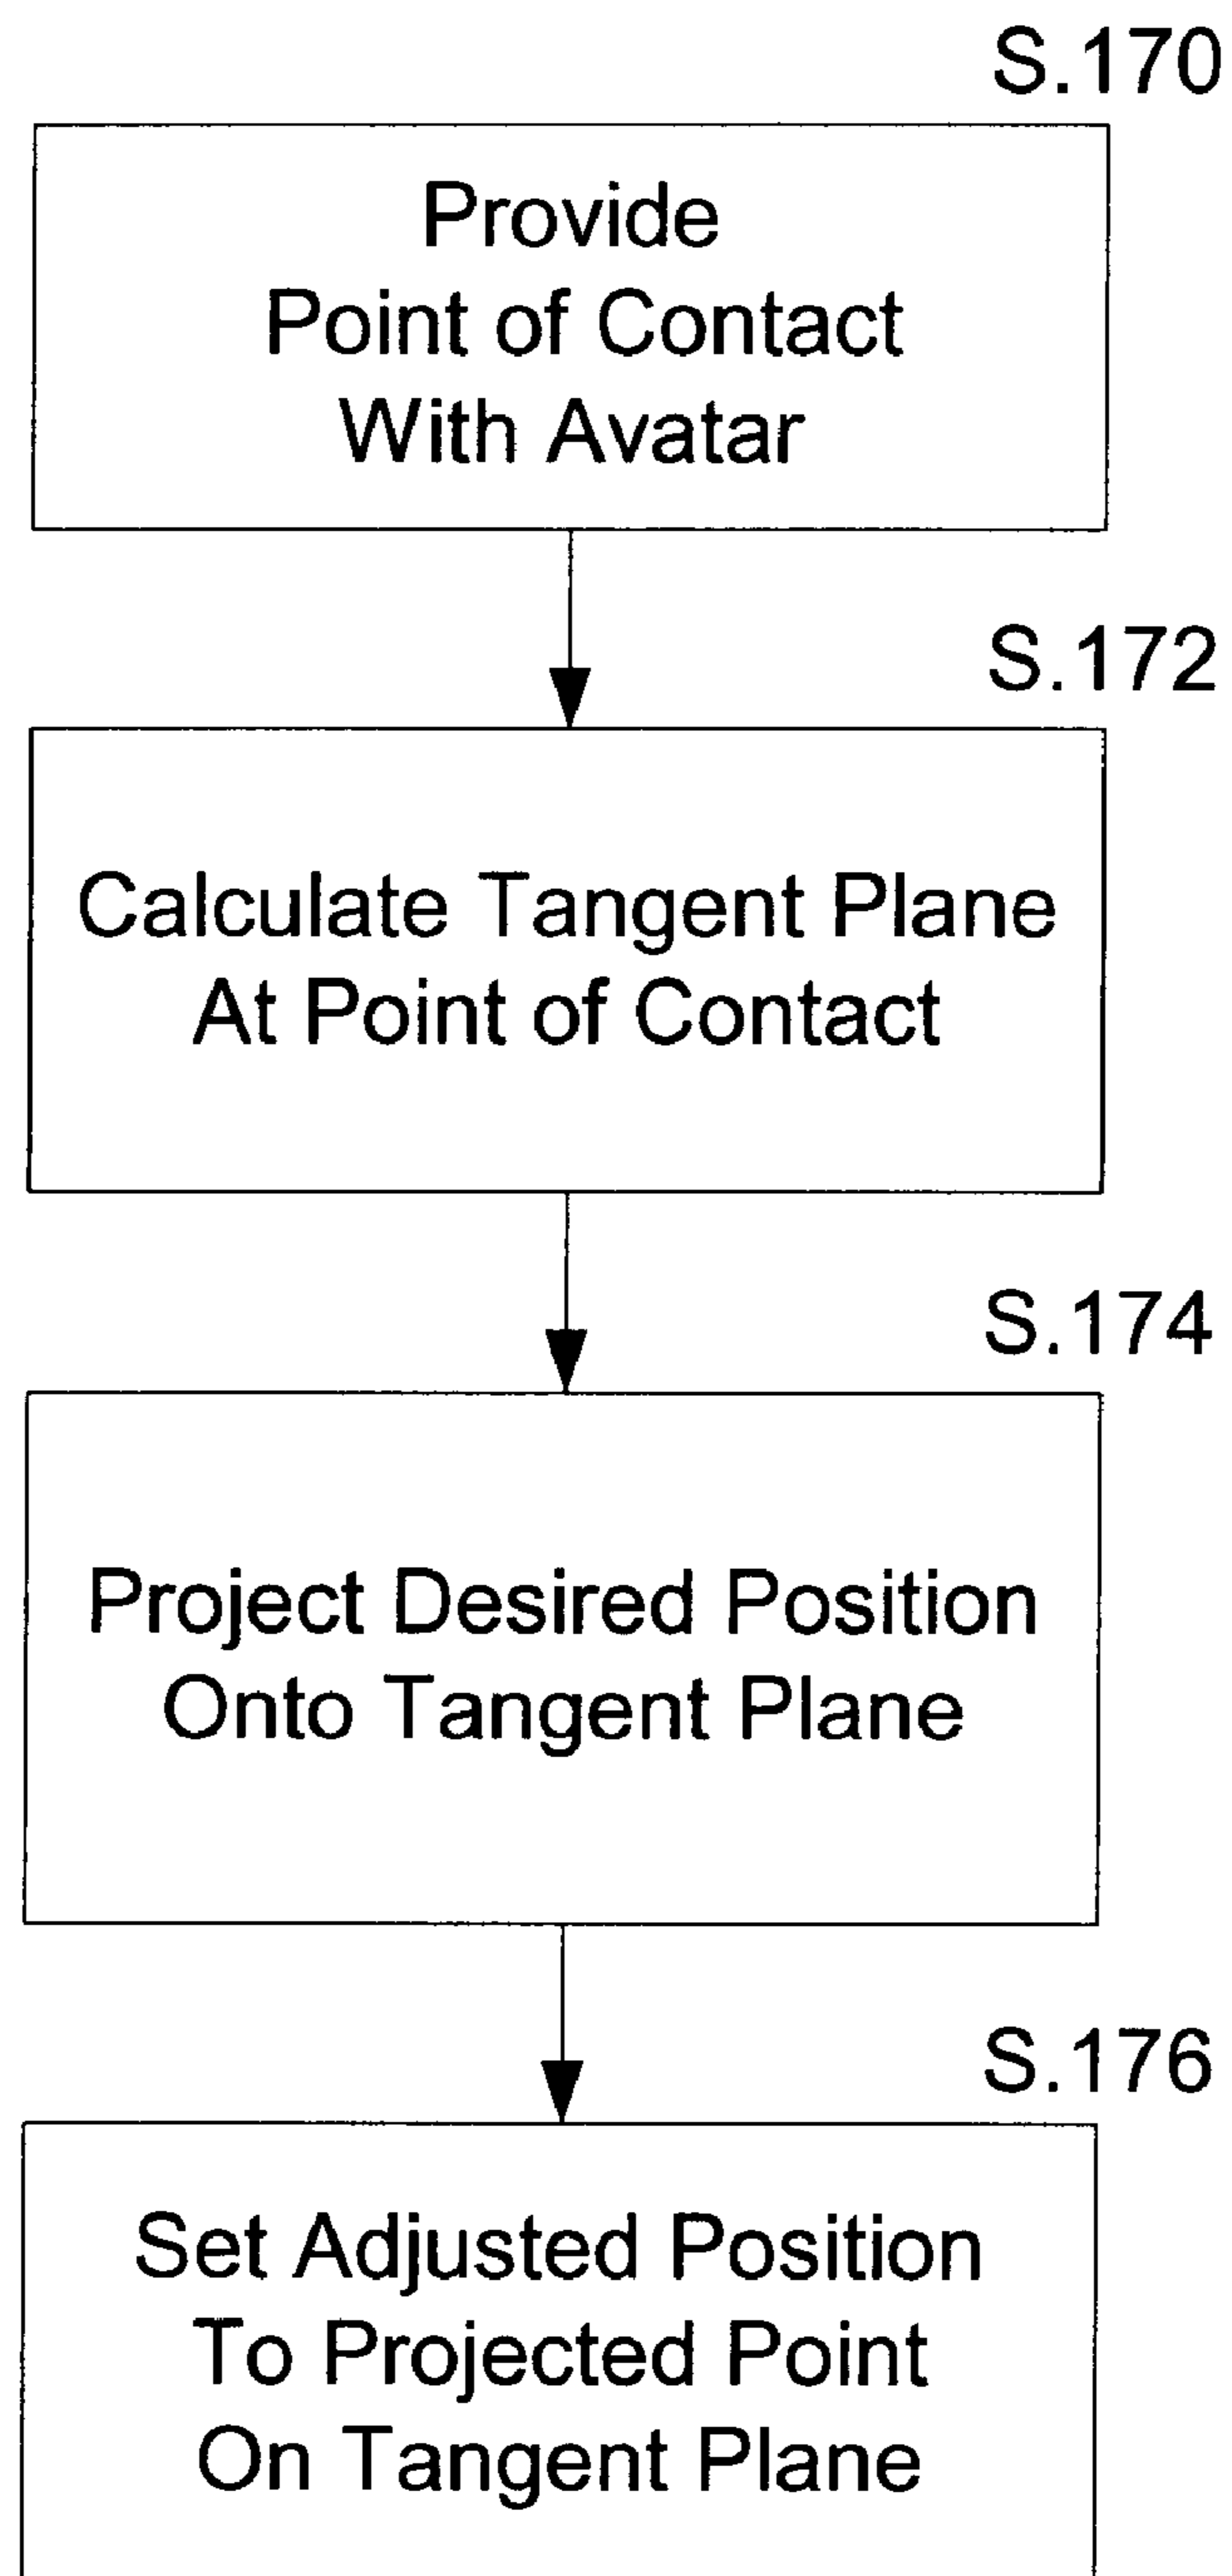 S.170
Provide
Point of Contact
With Avatar
S.172
Calculate Tangent Plane
At Point of Contact
S.174
Project Desired Position
Onto Tangent Plane
S.176
Set Adjusted Position
To Projected Point
On Tangent Plane